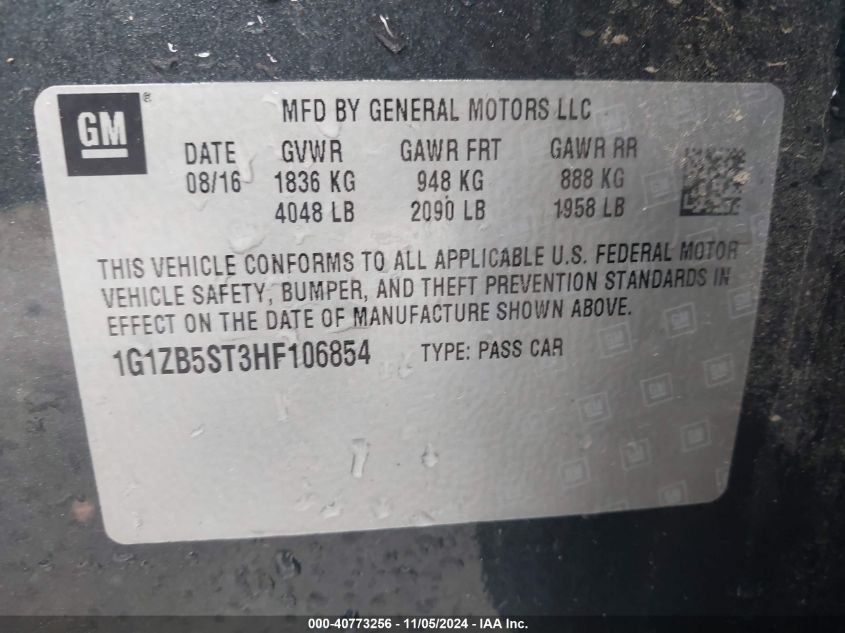 GM ®
MFD BY GENERAL MOTORS LLC
DATE GVWR GAWR FRT GAWR RR
08/16 1836 KG 948 KG 888 KG
4048 LB 2090 LB 1958 LB
THIS VEHICLE CONFORMS TO ALL APPLICABLE U.S. FEDERAL MOTOR
VEHICLE SAFETY, BUMPER, AND THEFT PREVENTION STANDARDS IN
EFFECT ON THE DATE OF MANUFACTURE SHOWN ABOVE.
1G1ZB5ST3HF106854 TYPE: PASS CAR
000-40773256 - 11/05/2024 - IAA Inc.